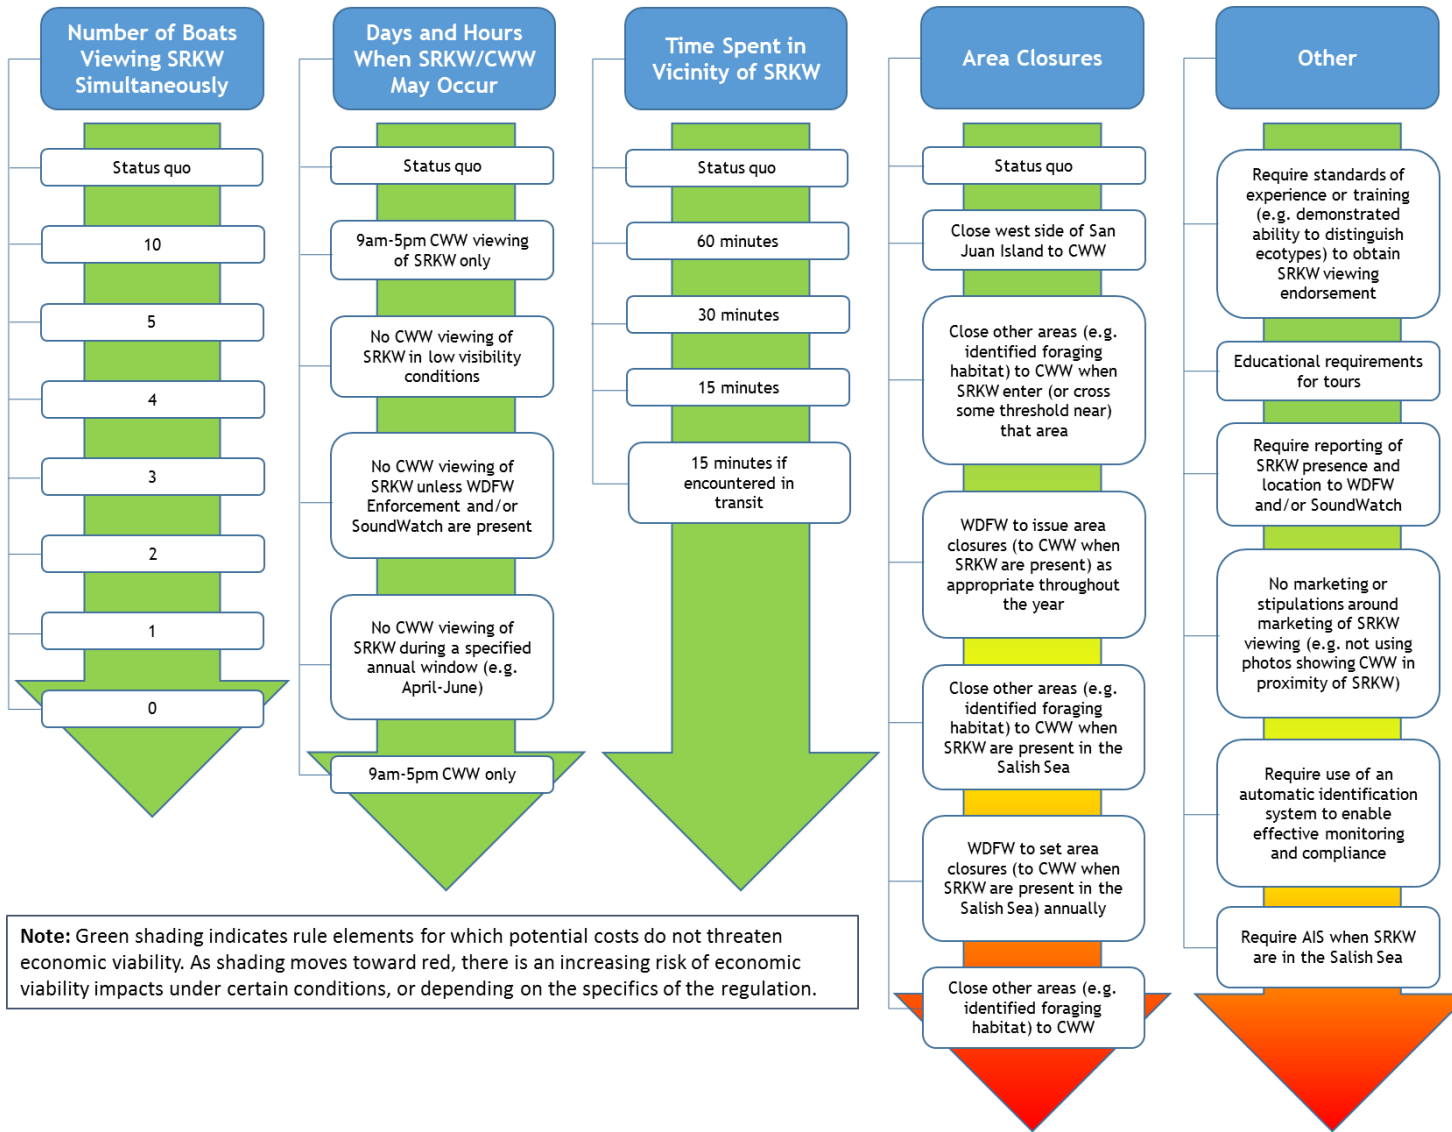 Number of Boats
Viewing SRKW
Simultaneously
Status quo
10
5
4
3
2
1
0
Days and Hours
When SRKW/CWW
May Occur
Status quo
9am-5pm CWW viewing
of SRKW only
No CWW viewing of
SRKW in low visibility
conditions
No CWW viewing of
SRKW unless WDFW
Enforcement and/or
SoundWatch are present
No CWW viewing of
SRKW during a specified
annual window (e.g.
April-June)
9am-5pm CWW only
Time Spent in
Vicinity of SRKW
Status quo
60 minutes
30 minutes
15 minutes
15 minutes if
encountered in
transit
Area Closures
Status quo
Close west side of San
Juan Island to CWW
Close other areas (e.g.
identified foraging
habitat) to CWW when
SRKW enter (or cross
some threshold near)
that area
WDFW to issue area
closures (to CWW when
SRKW are present) as
appropriate throughout
the year
Close other areas (e.g.
identified foraging
habitat) to CWW when
SRKW are present in the
Salish Sea
WDFW to set area
closures (to CWW when
SRKW are present in the
Salish Sea) annually
Close other areas (e.g.
identified foraging
habitat) to CWW
Other
Require standards of
experience or training
(e.g. demonstrated
ability to distinguish
ecotypes) to obtain
SRKW viewing
endorsement
Educational requirements
for tours
Require reporting of
SRKW presence and
location to WDFW
and/or SoundWatch
No marketing or
stipulations around
marketing of SRKW
viewing (e.g. not using
photos showing CWW in
proximity of SRKW)
Require use of an
automatic identification
system to enable
effective monitoring
and compliance
Require AIS when SRKW
are in the Salish Sea
Note: Green shading indicates rule elements for which potential costs do not threaten
economic viability. As shading moves toward red, there is an increasing risk of economic
viability impacts under certain conditions, or depending on the specifics of the regulation.